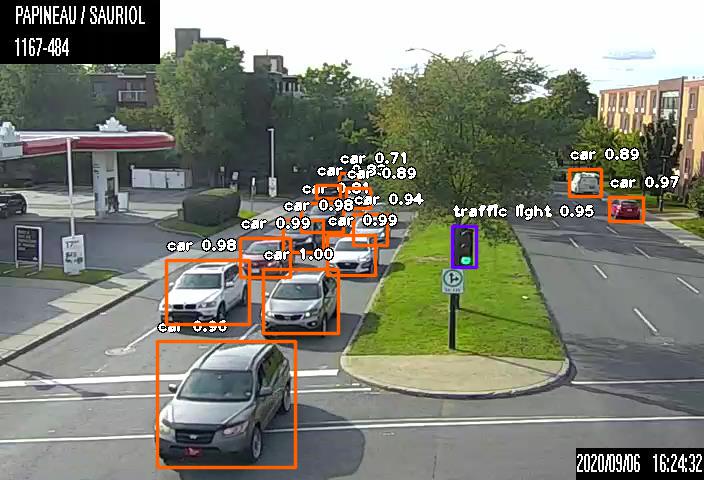 PAPINEAU / SAURIOL
1167-484
car 0.71
car 0.89
car 0.98
car 0.94
car 0.99
car 0.99
car 0.98
car 1.00
car 0.96
car 0.89
car 0.97
traffic light 0.95
2020/09/06 16:24:32